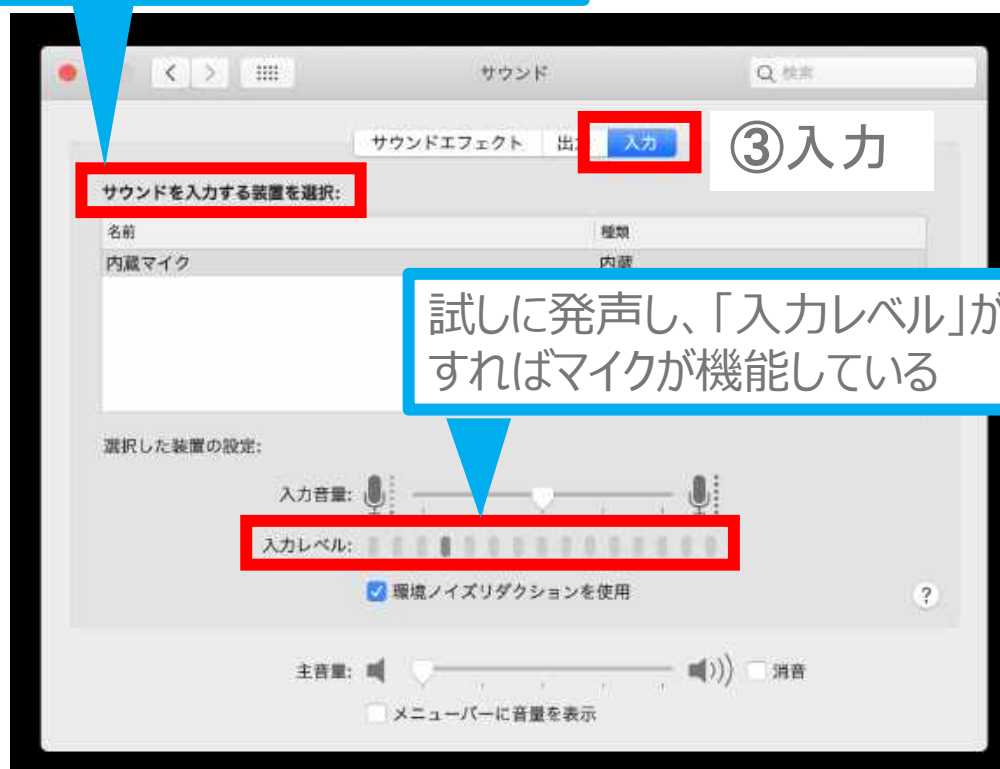 サウンド
検索
サウンドエフェクト 出 入力
③入力
サウンドを入力する装置を選択:
名前 種類
内蔵マイク 内蔵
試しに発声し、「入力レベル」が
すればマイクが機能している
選択した装置の設定:
入力音量:
入力レベル:
環境ノイズリダクションを使用
?
主音量: 消音
メニューバーに音量を表示